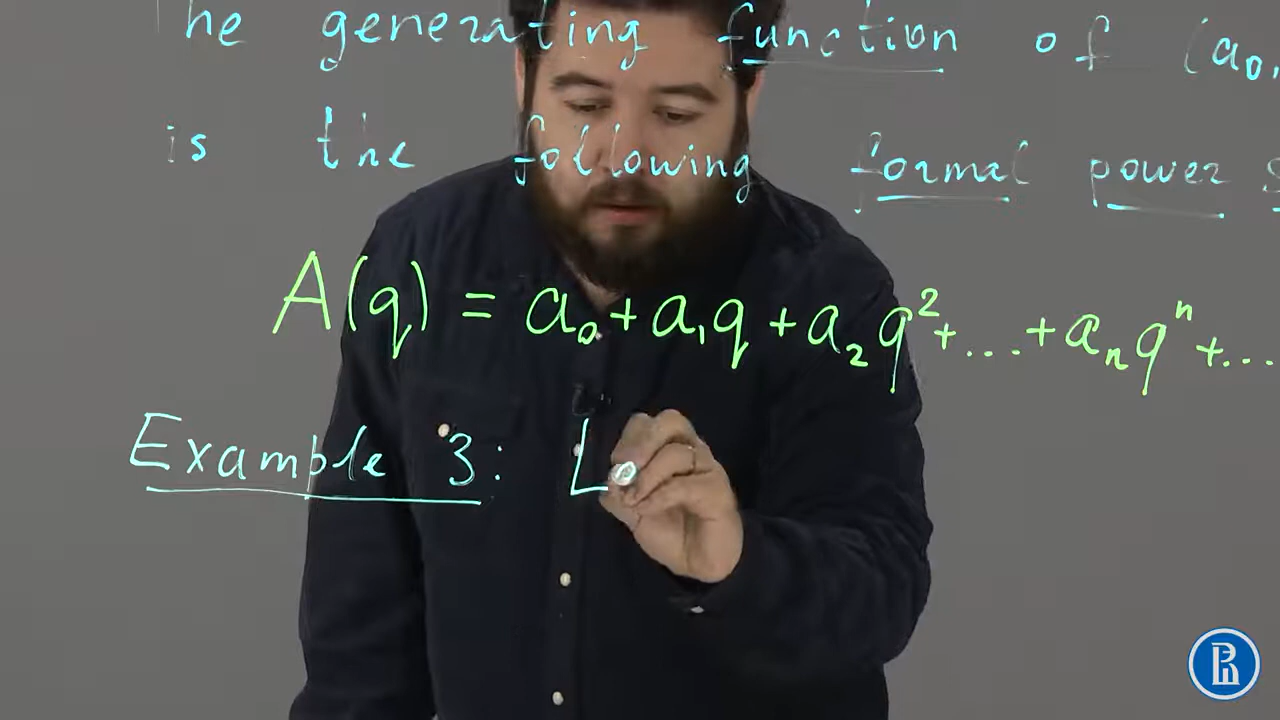 The generating function of (a₀,
is the following formal power s
A(q) = a₀ + a₁q + a₂q² + ... + aₙqⁿ + ...
Example 3: L